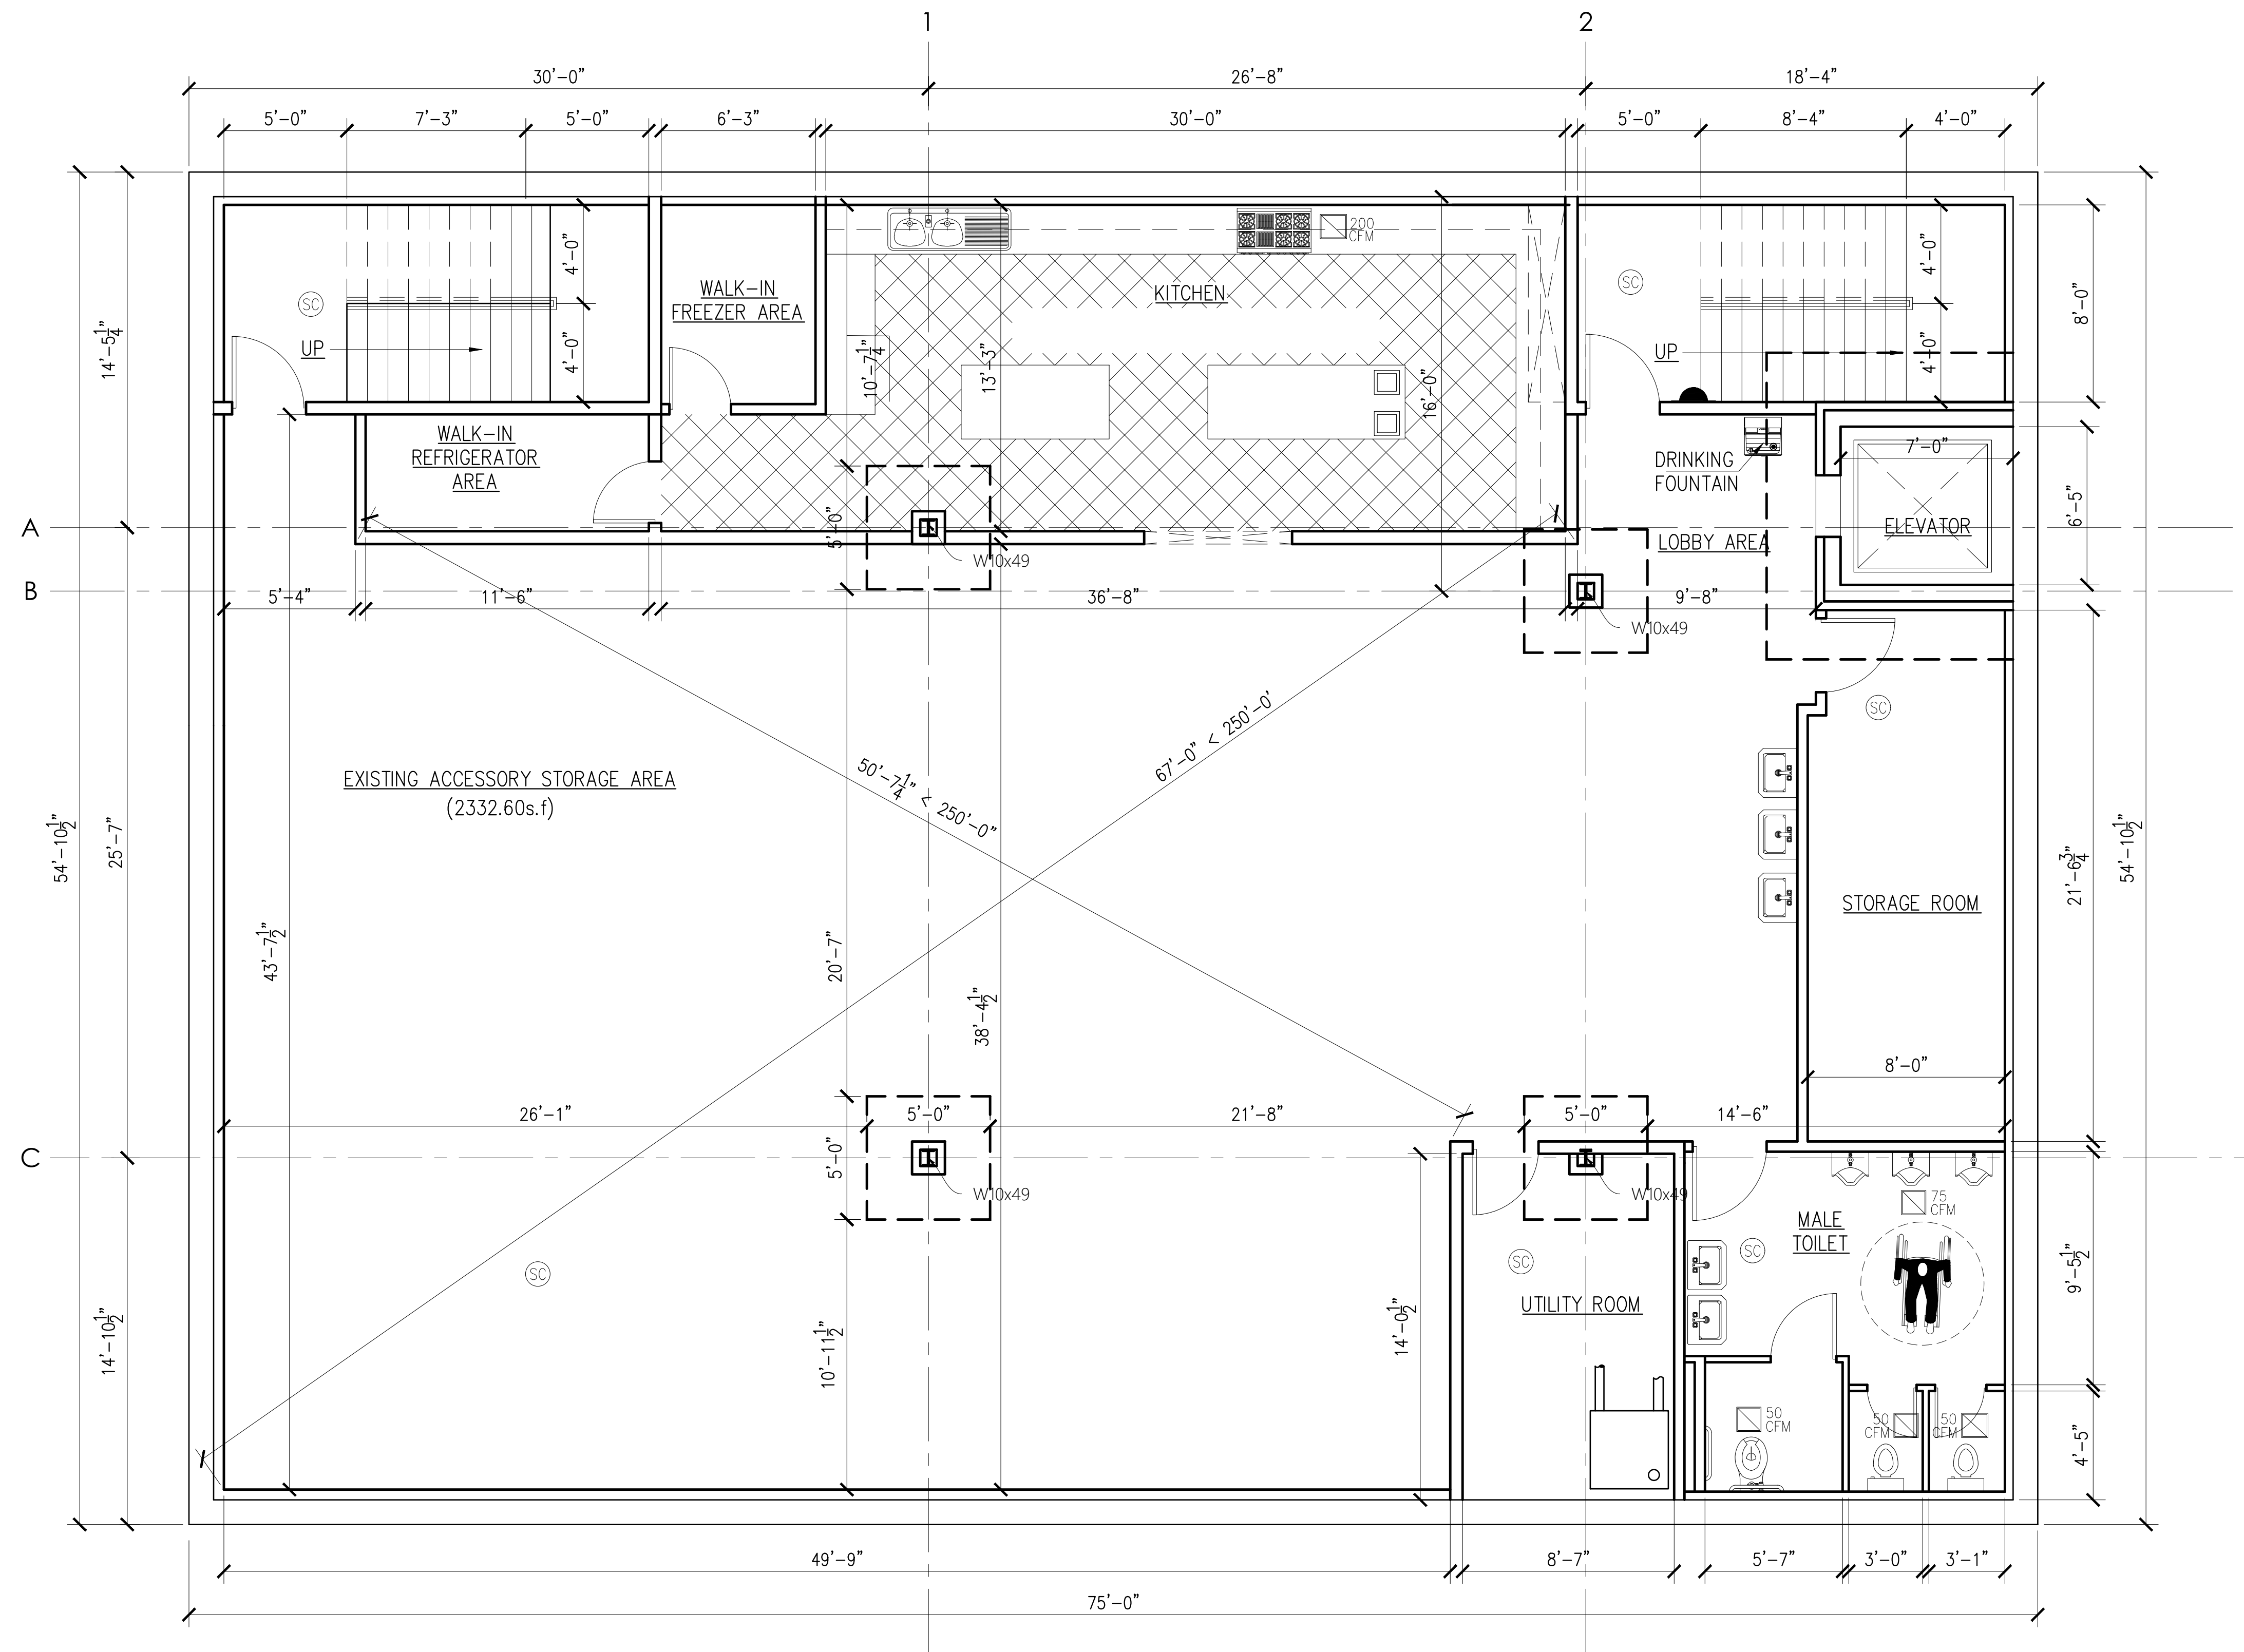 1
2
30'-0"
26'-8"
18'-4"
5'-0"
7'-3"
5'-0"
6'-3"
30'-0"
5'-0"
8'-4"
4'-0"
200
CFM
4'-0"
4'-0"
SC
UP
WALK-IN
FREEZER AREA
KITCHEN
SC
UP
4'-0"
4'-0"
8'-0"
14'-5 1/4"
10'-7 1/4"
13'-3"
16'-0"
WALK-IN
REFRIGERATOR
AREA
DRINKING
FOUNTAIN
7'-0"
6'-5"
ELEVATOR
LOBBY AREA
A
5'-0"
W10x49
B
5'-4"
11'-6"
36'-8"
9'-8"
W10x49
SC
EXISTING ACCESSORY STORAGE AREA
(2332.60s.f)
50'-7 1/4" < 250'-0"
67'-0" < 250'-0'
54'-10 1/2"
25'-7"
43'-7 1/2"
20'-7"
38'-4 1/2"
STORAGE ROOM
21'-6 3/4"
54'-10 1/2"
8'-0"
26'-1"
5'-0"
21'-8"
5'-0"
14'-6"
C
5'-0"
W10x49
W10x49
75
CFM
MALE
TOILET
SC
SC
SC
UTILITY ROOM
9'-5 1/2"
14'-10 1/2"
10'-11 1/2"
14'-0 1/2"
50
CFM
50
CFM
50
CFM
4'-5"
49'-9"
8'-7"
5'-7"
3'-0"
3'-1"
75'-0"